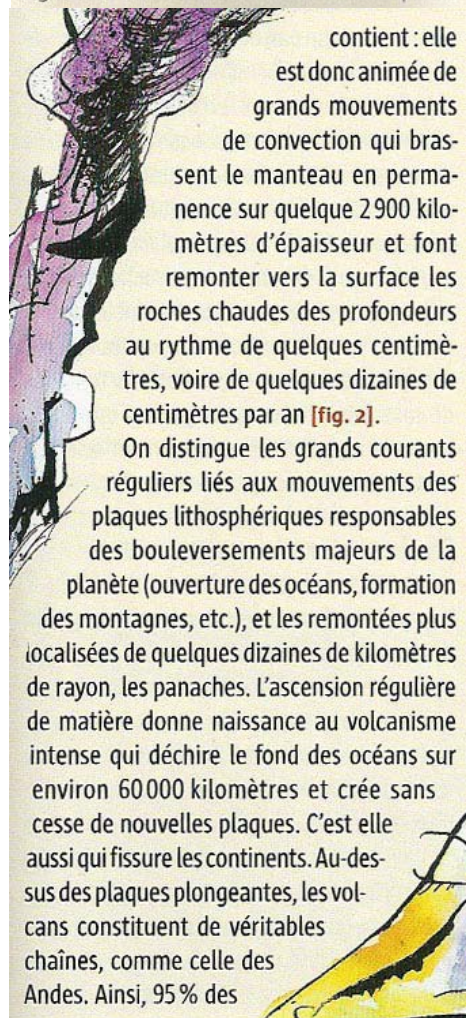 contient : elle
est donc animée de
grands mouvements
de convection qui bras-
sent le manteau en perma-
nence sur quelque 2 900 kilo-
mètres d'épaisseur et font
remonter vers la surface les
roches chaudes des profondeurs
au rythme de quelques centimè-
tres, voire de quelques dizaines de
centimètres par an [fig. 2].
On distingue les grands courants
réguliers liés aux mouvements des
plaques lithosphériques responsables
des bouleversements majeurs de la
planète (ouverture des océans, formation
des montagnes, etc.), et les remontées plus
localisées de quelques dizaines de kilomètres
de rayon, les panaches. L'ascension régulière
de matière donne naissance au volcanisme
intense qui déchire le fond des océans sur
environ 60 000 kilomètres et crée sans
cesse de nouvelles plaques. C'est elle
aussi qui fissure les continents. Au-des-
sus des plaques plongeantes, les vol-
cans constituent de véritables
chaînes, comme celle des
Andes. Ainsi, 95 % des